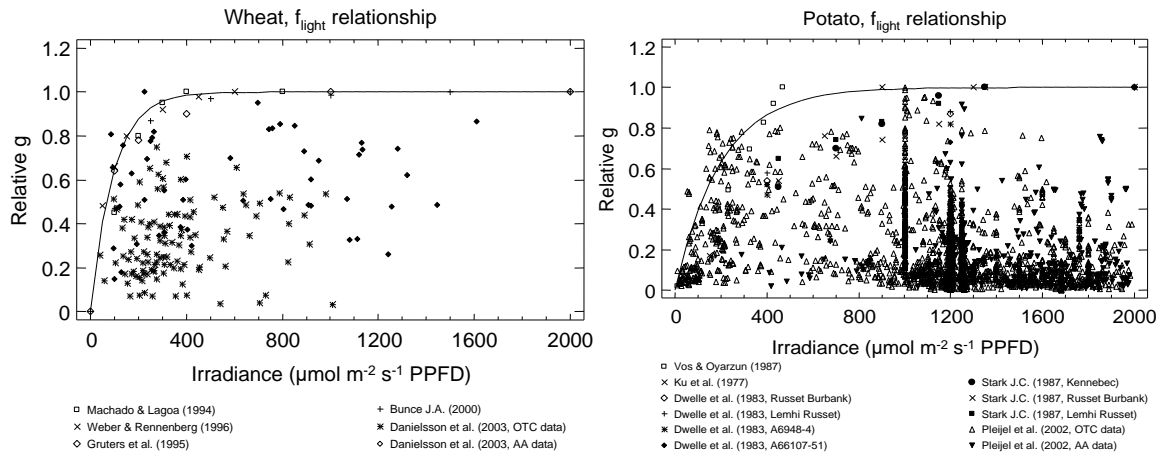 Wheat, flight relationship
1.2
1.0
0.8
0.6
0.4
0.2
0
Relative g
0 400 800 1200 1600 2000
Irradiance (µmol m-2 s-1 PPFD)
Machado & Lagoa (1994)
Weber & Rennenberg (1996)
Gruters et al. (1995)
Bunce J.A. (2000)
Danielsson et al. (2003, OTC data)
Danielsson et al. (2003, AA data)
Potato, flight relationship
1.2
1.0
0.8
0.6
0.4
0.2
0
Relative g
0 400 800 1200 1600 2000
Irradiance (µmol m-2 s-1 PPFD)
Vos & Oyarzun (1987)
Ku et al. (1977)
Dwelle et al. (1983, Russet Burbank)
Dwelle et al. (1983, Lemhi Russet)
Dwelle et al. (1983, A6948-4)
Dwelle et al. (1983, A66107-51)
Stark J.C. (1987, Kennebec)
Stark J.C. (1987, Russet Burbank)
Stark J.C. (1987, Lemhi Russet)
Pleijel et al. (2002, OTC data)
Pleijel et al. (2002, AA data)